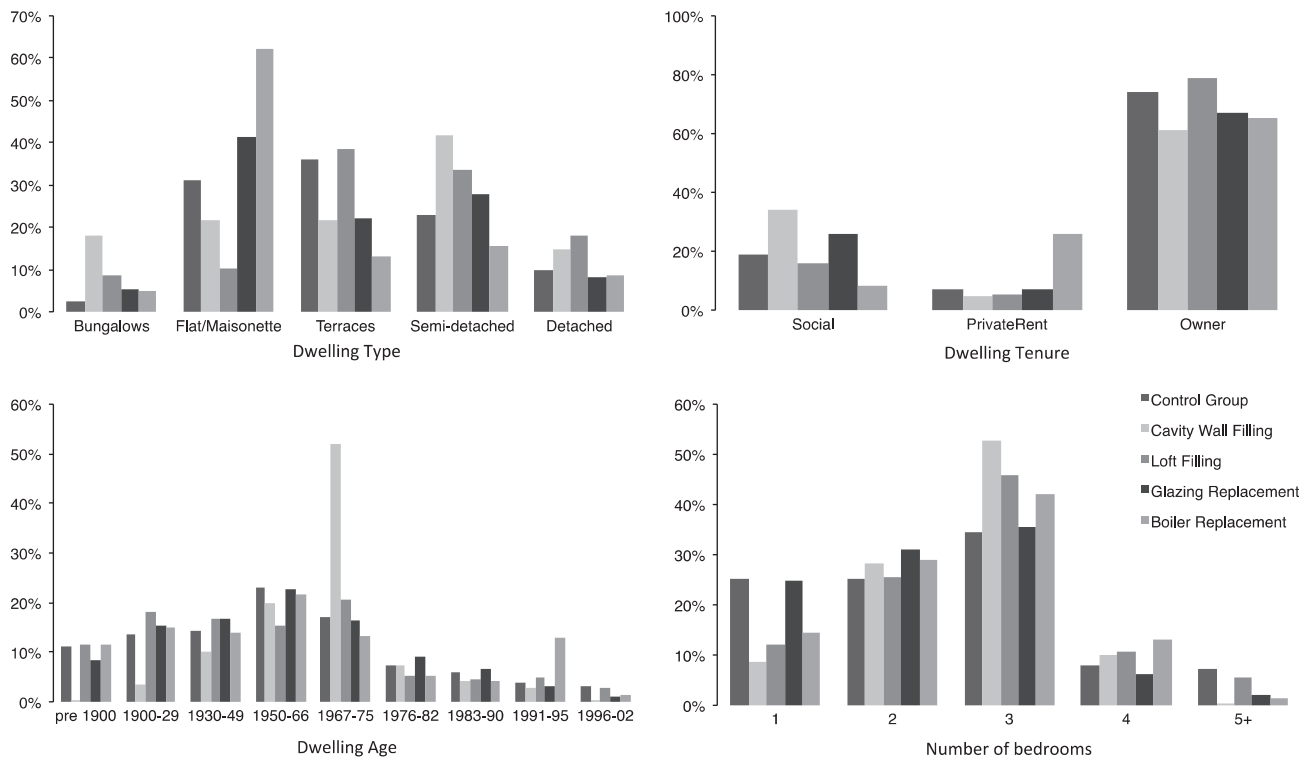 70%
60%
50%
40%
30%
20%
10%
0%
Bungalows Flat/Maisonette Terraces Semi-detached Detached
Dwelling Type
100%
80%
60%
40%
20%
0%
Social PrivateRent Owner
Dwelling Tenure
60%
50%
40%
30%
20%
10%
0%
pre 1900 1900-29 1930-49 1950-66 1967-75 1976-82 1983-90 1991-95 1996-02
Dwelling Age
60%
50%
40%
30%
20%
10%
0%
1 2 3 4 5+
Number of bedrooms
Control Group
Cavity Wall Filling
Loft Filling
Glazing Replacement
Boiler Replacement